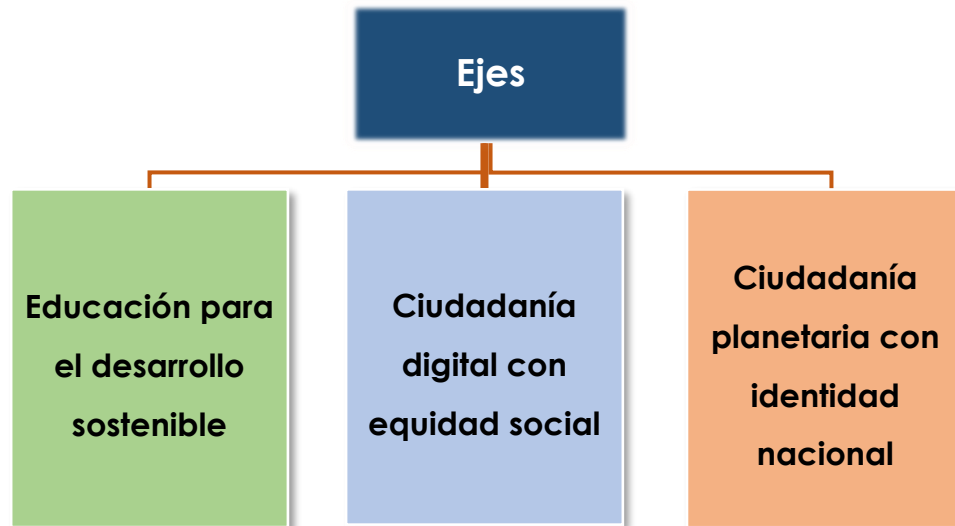 Ejes
Educación para
el desarrollo
sostenible
Ciudadanía
digital con
equidad social
Ciudadanía
planetaria con
identidad
nacional